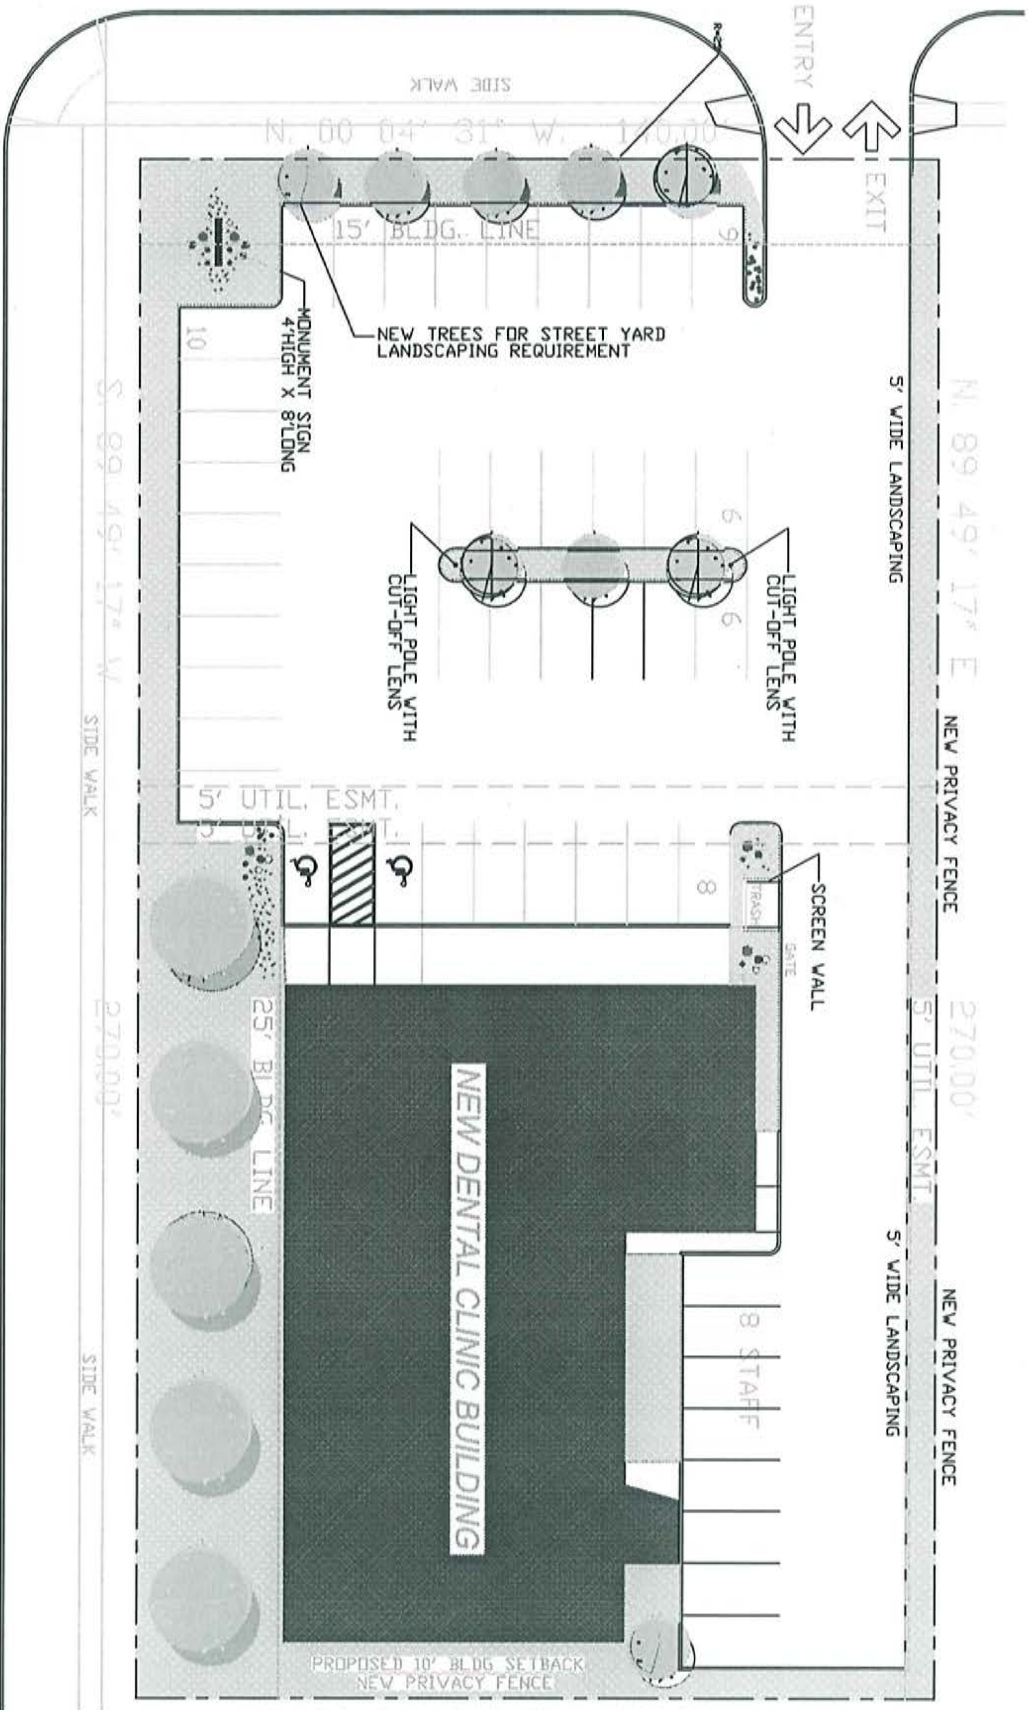 ENTRY
EXIT
R=25'
SIDE WALK
N. 00 04' 31" W. 140.00'
15' BLDG. LINE
9
NEW TREES FOR STREET YARD
LANDSCAPING REQUIREMENT
MONUMENT SIGN
4'HIGH X 8'LONG
10
5' WIDE LANDSCAPING
N. 89 49' 17" E
S. 89 49' 17" W
6
6
LIGHT POLE WITH
CUT-OFF LENS
LIGHT POLE WITH
CUT-OFF LENS
NEW PRIVACY FENCE
SIDE WALK
5' UTIL. ESMT.
5' UTIL. ESMT.
8
TRASH
SCREEN WALL
GATE
270.00'
270.00'
5' UTIL. ESMT.
25' BLDG. LINE
NEW DENTAL CLINIC BUILDING
8 STAFF
5' WIDE LANDSCAPING
NEW PRIVACY FENCE
SIDE WALK
PROPOSED 10' BLDG SETBACK
NEW PRIVACY FENCE